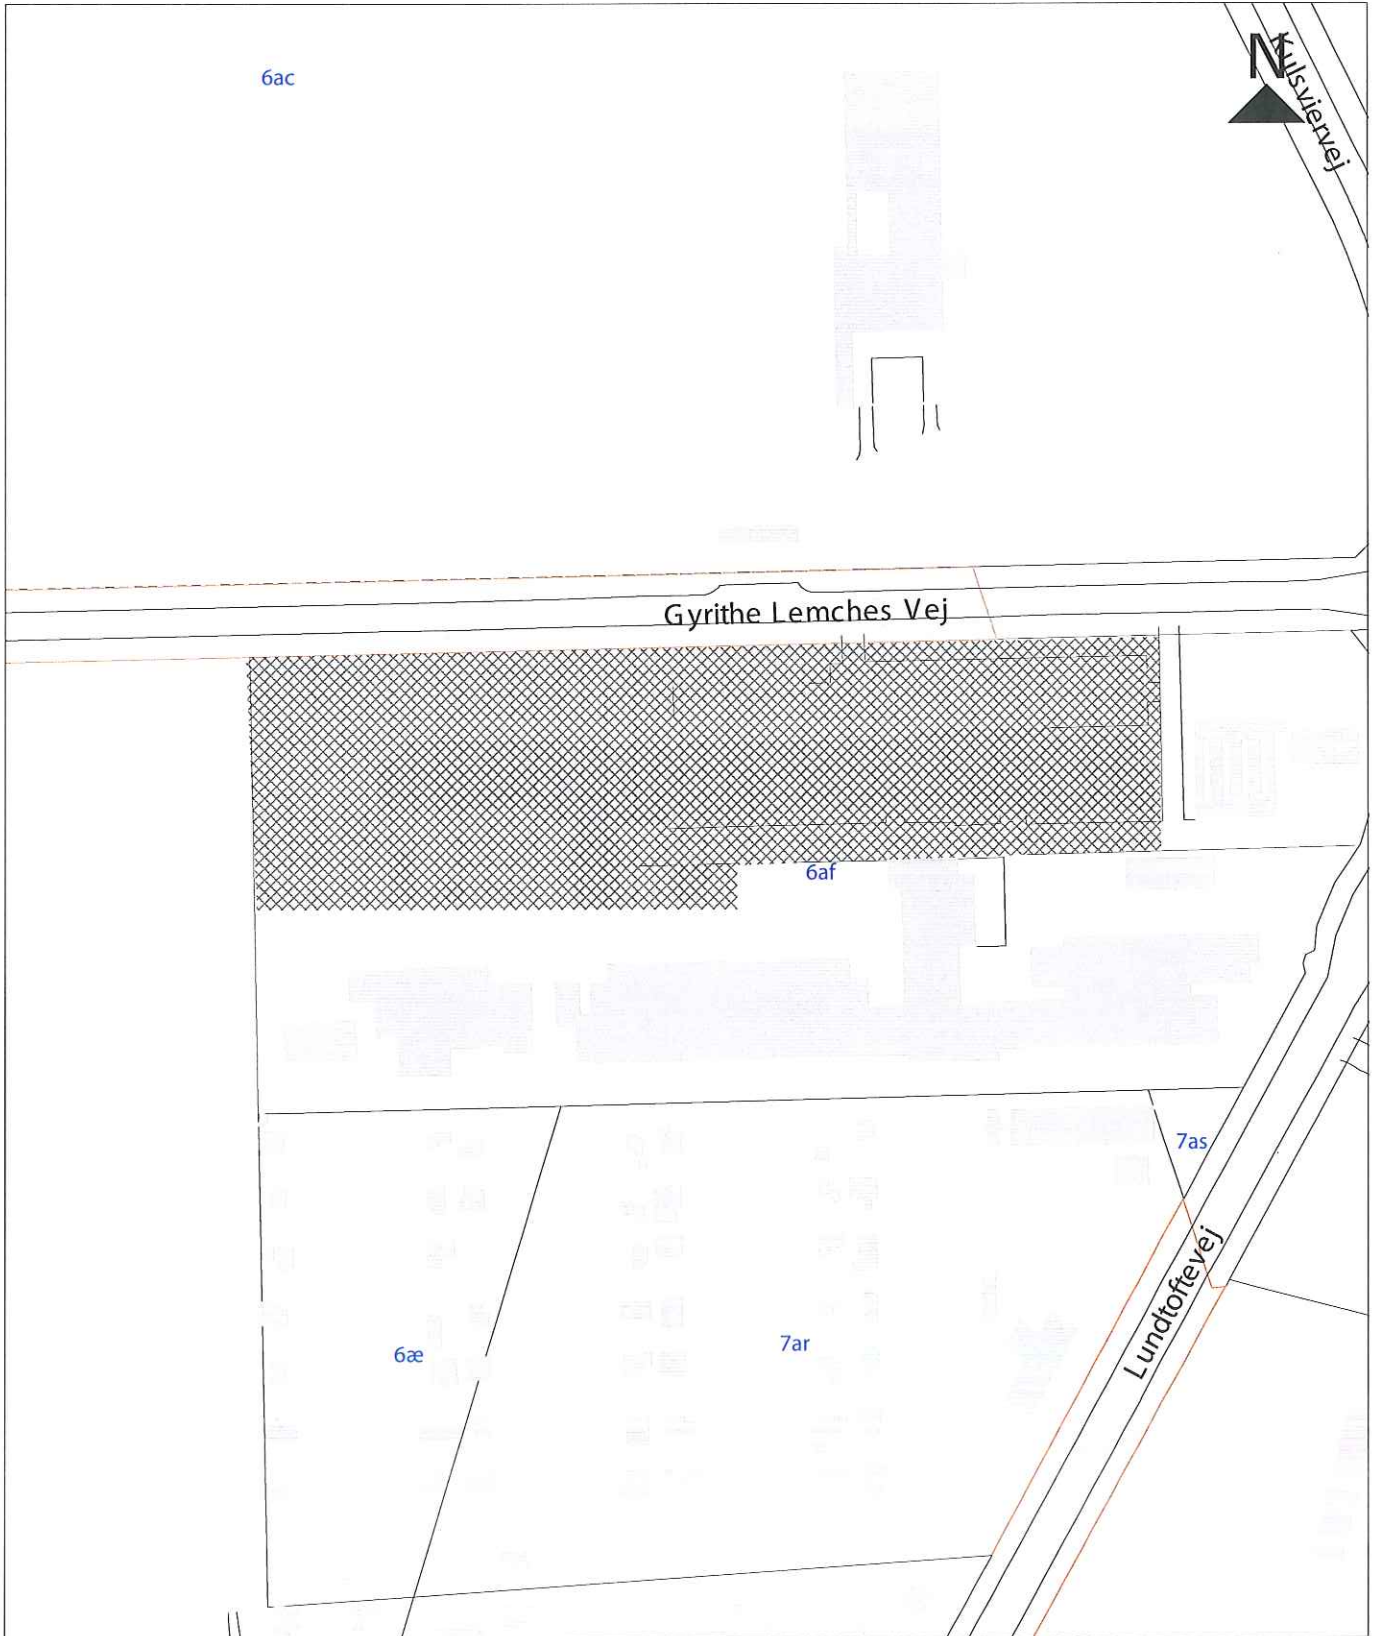 6ac
N
Kulsviervej
Gyrithe Lemches Vej
6af
7as
Lundtoftevej
7ar
6æ